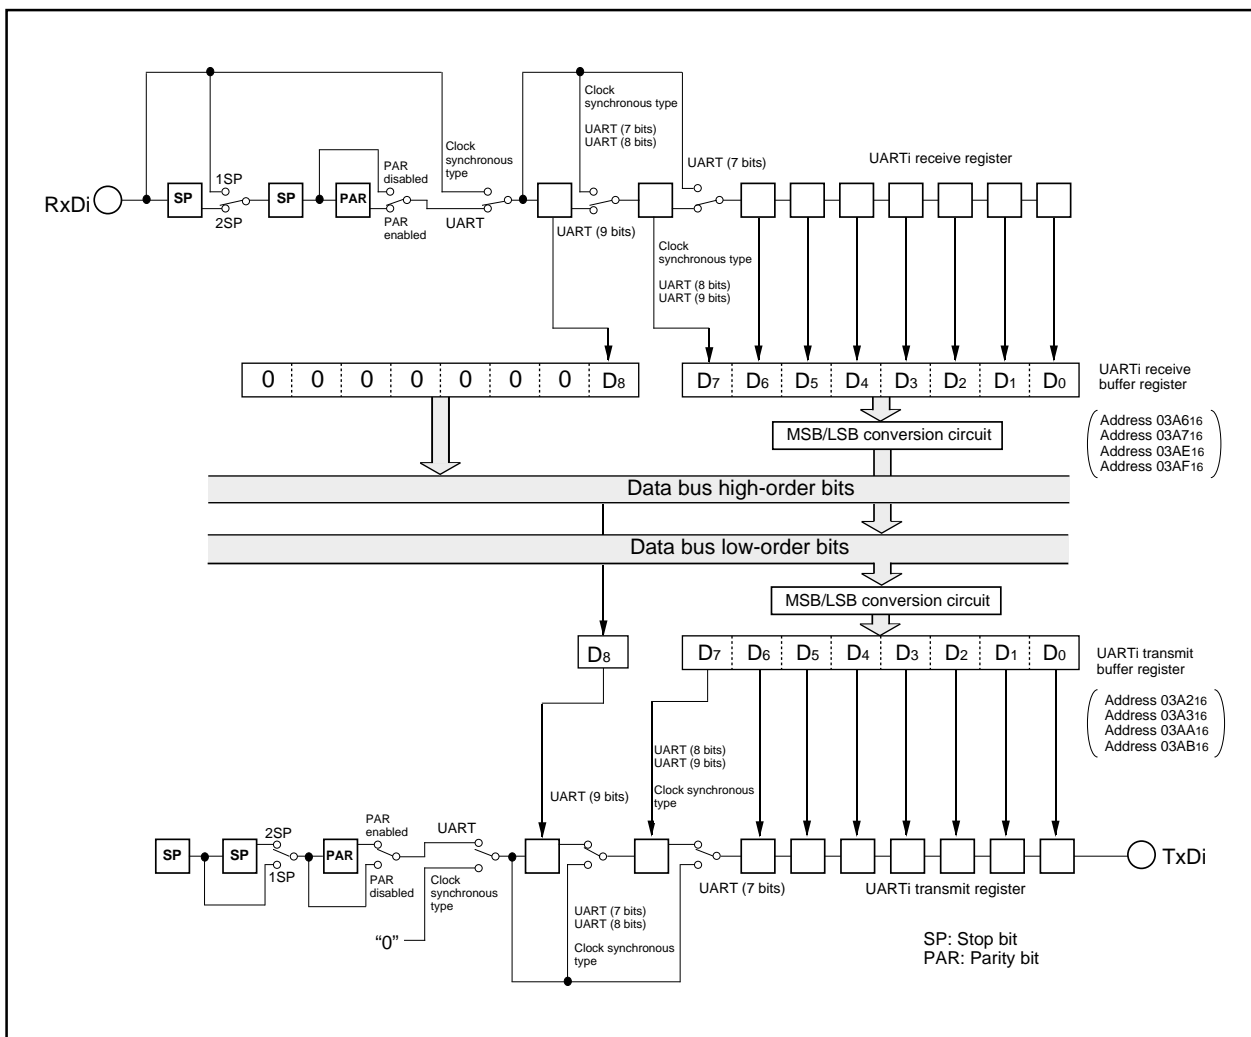 Clock
synchronous type
UART (7 bits)
UART (8 bits)
Clock
synchronous
type
PAR
disabled
UART (7 bits)
UARTi receive register
1SP
RxDi
SP
SP
PAR
2SP
PAR
enabled
UART
UART (9 bits)
Clock
synchronous type
UART (8 bits)
UART (9 bits)
0 0 0 0 0 0 0 D8
D7 D6 D5 D4 D3 D2 D1 D0
UARTi receive
buffer register
MSB/LSB conversion circuit
Address 03A616
Address 03A716
Address 03AE16
Address 03AF16
Data bus high-order bits
Data bus low-order bits
MSB/LSB conversion circuit
D8
D7 D6 D5 D4 D3 D2 D1 D0
UARTi transmit
buffer register
Address 03A216
Address 03A316
Address 03AA16
Address 03AB16
UART (8 bits)
UART (9 bits)
Clock synchronous
type
UART (9 bits)
PAR
enabled
UART
2SP
SP
SP
PAR
TxDi
1SP
PAR
disabled
Clock
synchronous
type
UART (7 bits)
UARTi transmit register
UART (7 bits)
UART (8 bits)
Clock synchronous
type
“0”
SP: Stop bit
PAR: Parity bit